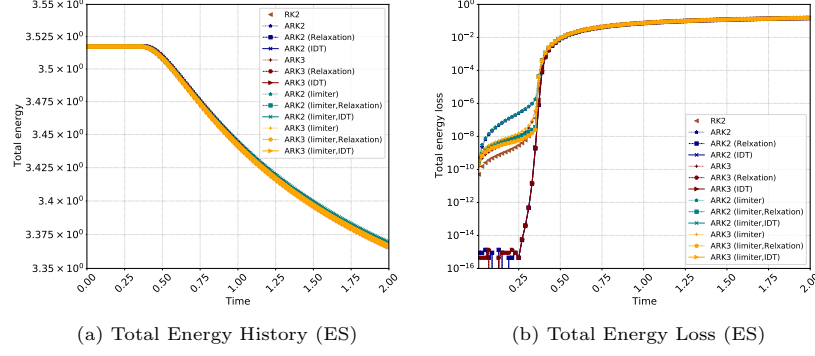 3.55 × 10⁰
3.525 × 10⁰
3.5 × 10⁰
3.475 × 10⁰
3.45 × 10⁰
3.425 × 10⁰
3.4 × 10⁰
3.375 × 10⁰
3.35 × 10⁰
Total energy
0.00 0.25 0.50 0.75 1.00 1.25 1.50 1.75 2.00
Time
RK2
ARK2
ARK2 (Relaxation)
ARK2 (IDT)
ARK3
ARK3 (Relaxation)
ARK3 (IDT)
ARK2 (limiter)
ARK2 (limiter,Relaxation)
ARK2 (limiter,IDT)
ARK3 (limiter)
ARK3 (limiter,Relaxation)
ARK3 (limiter,IDT)
(a) Total Energy History (ES)
10⁰
10⁻²
10⁻⁴
10⁻⁶
10⁻⁸
10⁻¹⁰
10⁻¹²
10⁻¹⁴
10⁻¹⁶
Total energy loss
0.25 0.50 0.75 1.00 1.25 1.50 1.75 2.00
Time
RK2
ARK2
ARK2 (Relxation)
ARK2 (IDT)
ARK3
ARK3 (Relaxation)
ARK3 (IDT)
ARK2 (limiter)
ARK2 (limiter,Relaxation)
ARK2 (limiter,IDT)
ARK3 (limiter)
ARK3 (limiter,Relxation)
ARK3 (limiter,IDT)
(b) Total Energy Loss (ES)